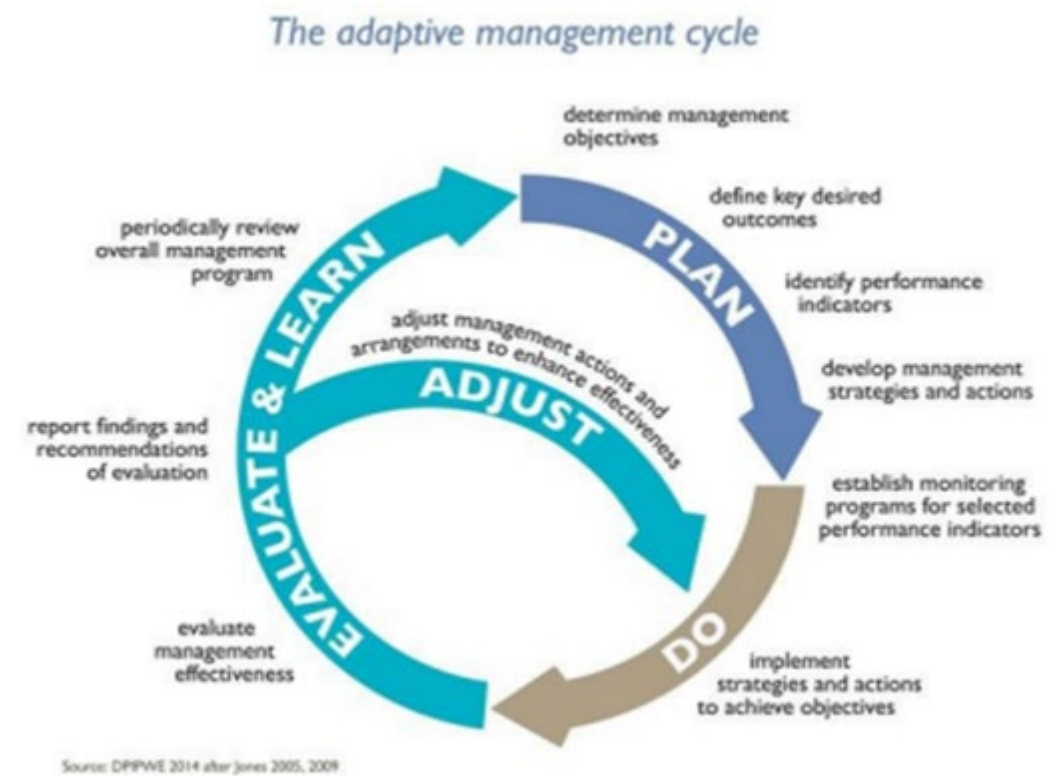 The adaptive management cycle
determine management
objectives
define key desired
outcomes
PLAN
identify performance
indicators
develop management
strategies and actions
establish monitoring
programs for selected
performance indicators
DO
implement
strategies and actions
to achieve objectives
evaluate
management
effectiveness
EVALUATE & LEARN
report findings and
recommendations
of evaluation
periodically review
overall management
program
adjust management actions and
arrangements to enhance effectiveness
ADJUST
Source: DPIPWE 2014 after Jones 2005, 2009